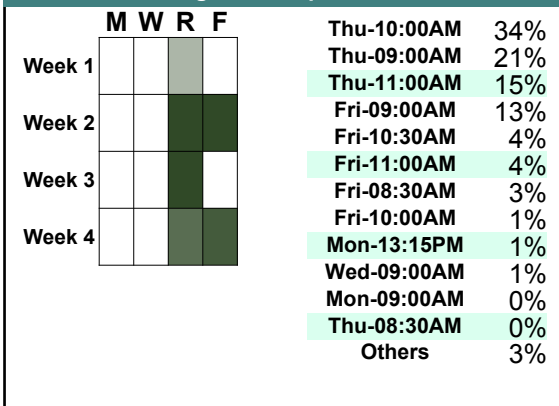 M W R F
Week 1
Week 2
Week 3
Week 4
Thu-10:00AM 34%
Thu-09:00AM 21%
Thu-11:00AM 15%
Fri-09:00AM 13%
Fri-10:30AM 4%
Fri-11:00AM 4%
Fri-08:30AM 3%
Fri-10:00AM 1%
Mon-13:15PM 1%
Wed-09:00AM 1%
Mon-09:00AM 0%
Thu-08:30AM 0%
Others 3%